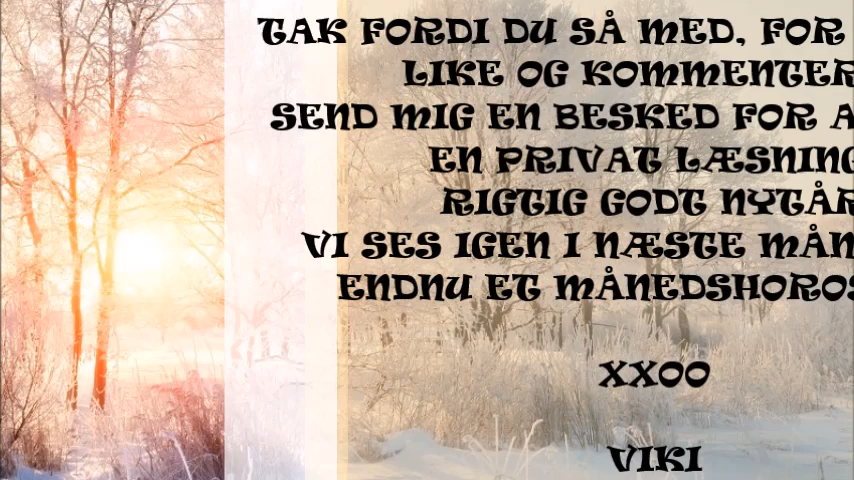 TAK FORDI DU SÅ MED, FOR
LIKE OG KOMMENTER
SEND MIG EN BESKED FOR
EN PRIVAT
RIGTIG GODT
VI SES IGEN I NÆSTE
ENDNU ET
XXOO
VIKI